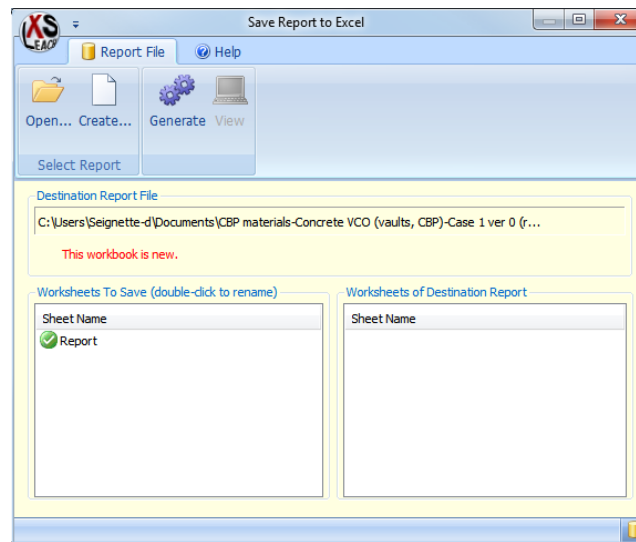 XS
LEACH
Save Report to Excel
Report File Help
Open... Create... Generate View
Select Report
Destination Report File
C:\Users\Seignette-d\Documents\CBP materials-Concrete VCO (vaults, CBP)-Case 1 ver 0 (r...
This workbook is new.
Worksheets To Save (double-click to rename) Worksheets of Destination Report
Sheet Name Sheet Name
Report